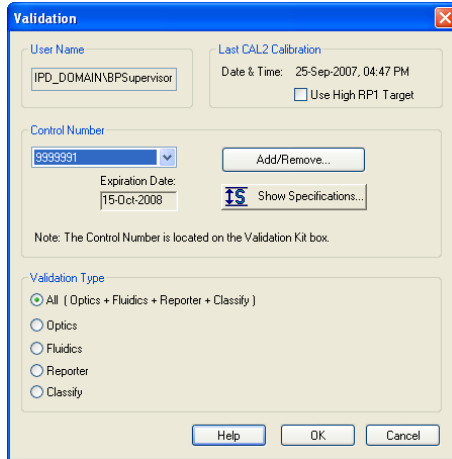 Validation
User Name
IPD_DOMAIN\BPSupervisor
Last CAL2 Calibration
Date & Time: 25-Sep-2007, 04:47 PM
Use High RP1 Target
Control Number
9999991
Add/Remove...
Expiration Date:
15-Oct-2008
Show Specifications...
Note: The Control Number is located on the Validation Kit box.
Validation Type
All ( Optics + Fluidics + Reporter + Classify )
Optics
Fluidics
Reporter
Classify
Help OK Cancel